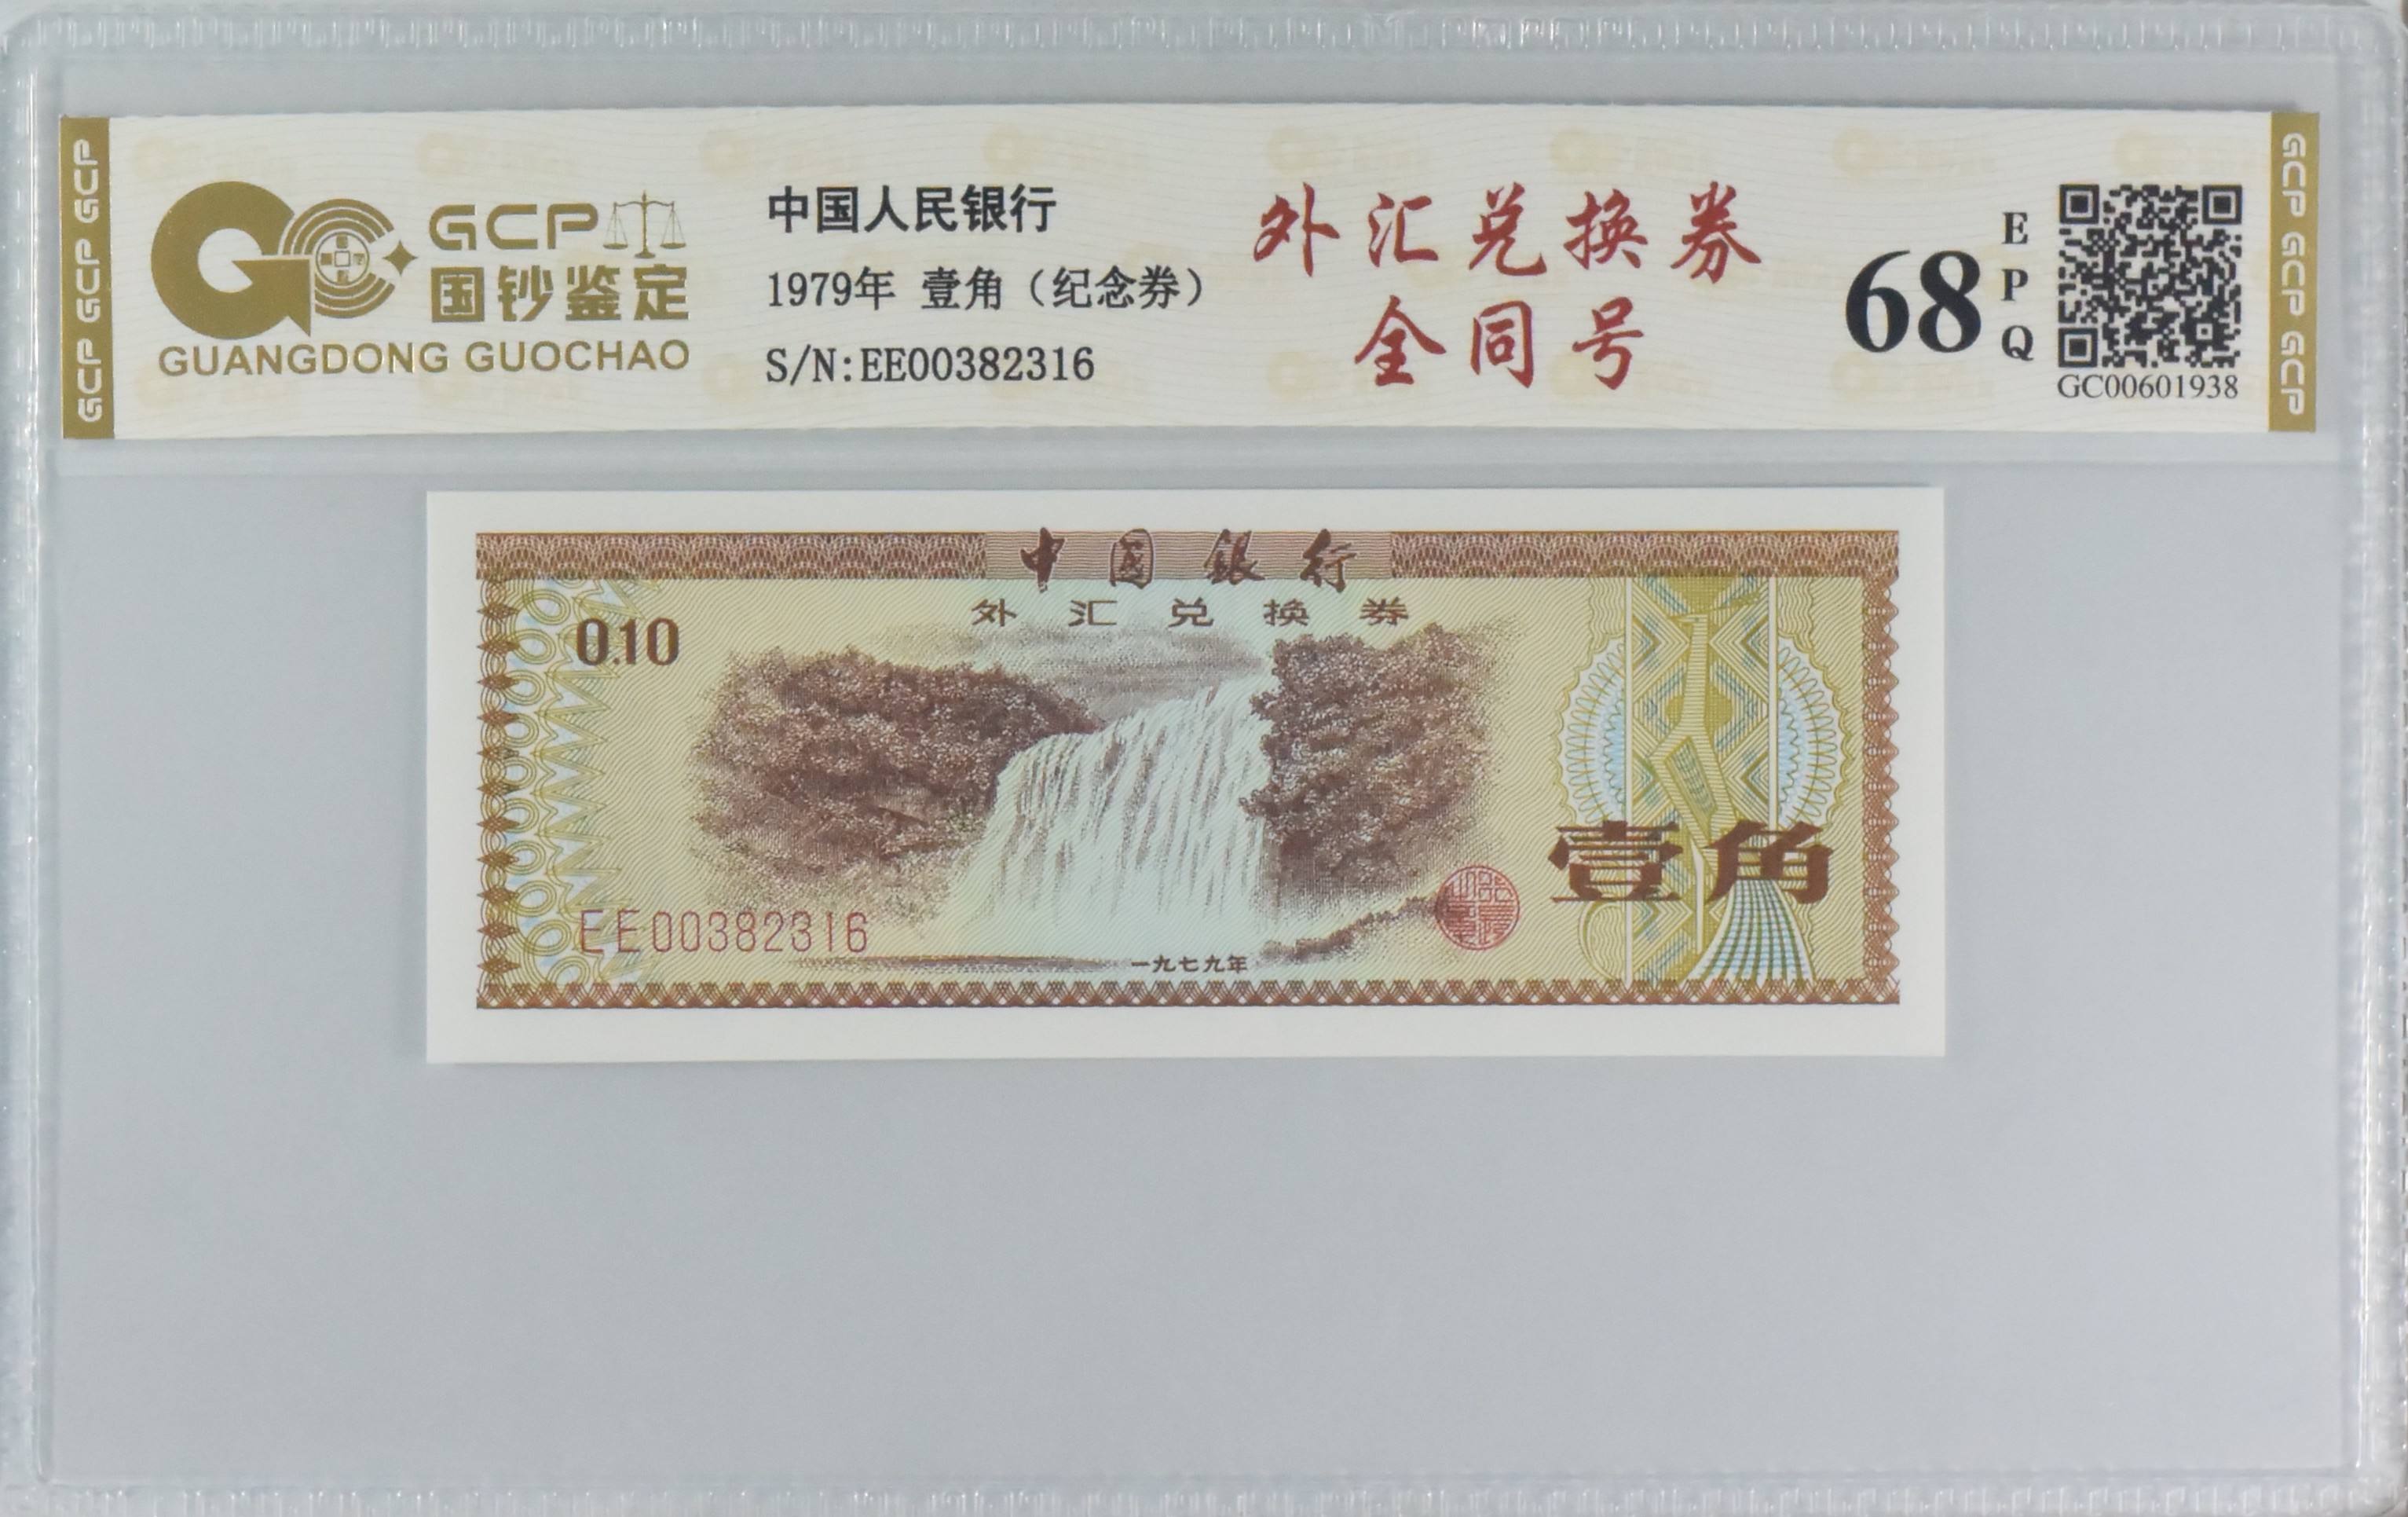 GCP GCP GCP
GCP
国钞鉴定
GUANGDONG GUOCHAO
中国人民银行
1979年 壹角（纪念券）
S/N:EE00382316
外汇兑换券
全同号
68
EPQ
GC00601938
GCP GCP GCP
中国銀行
外汇兑换券
0.10
壹角
EE00382316
一九七九年